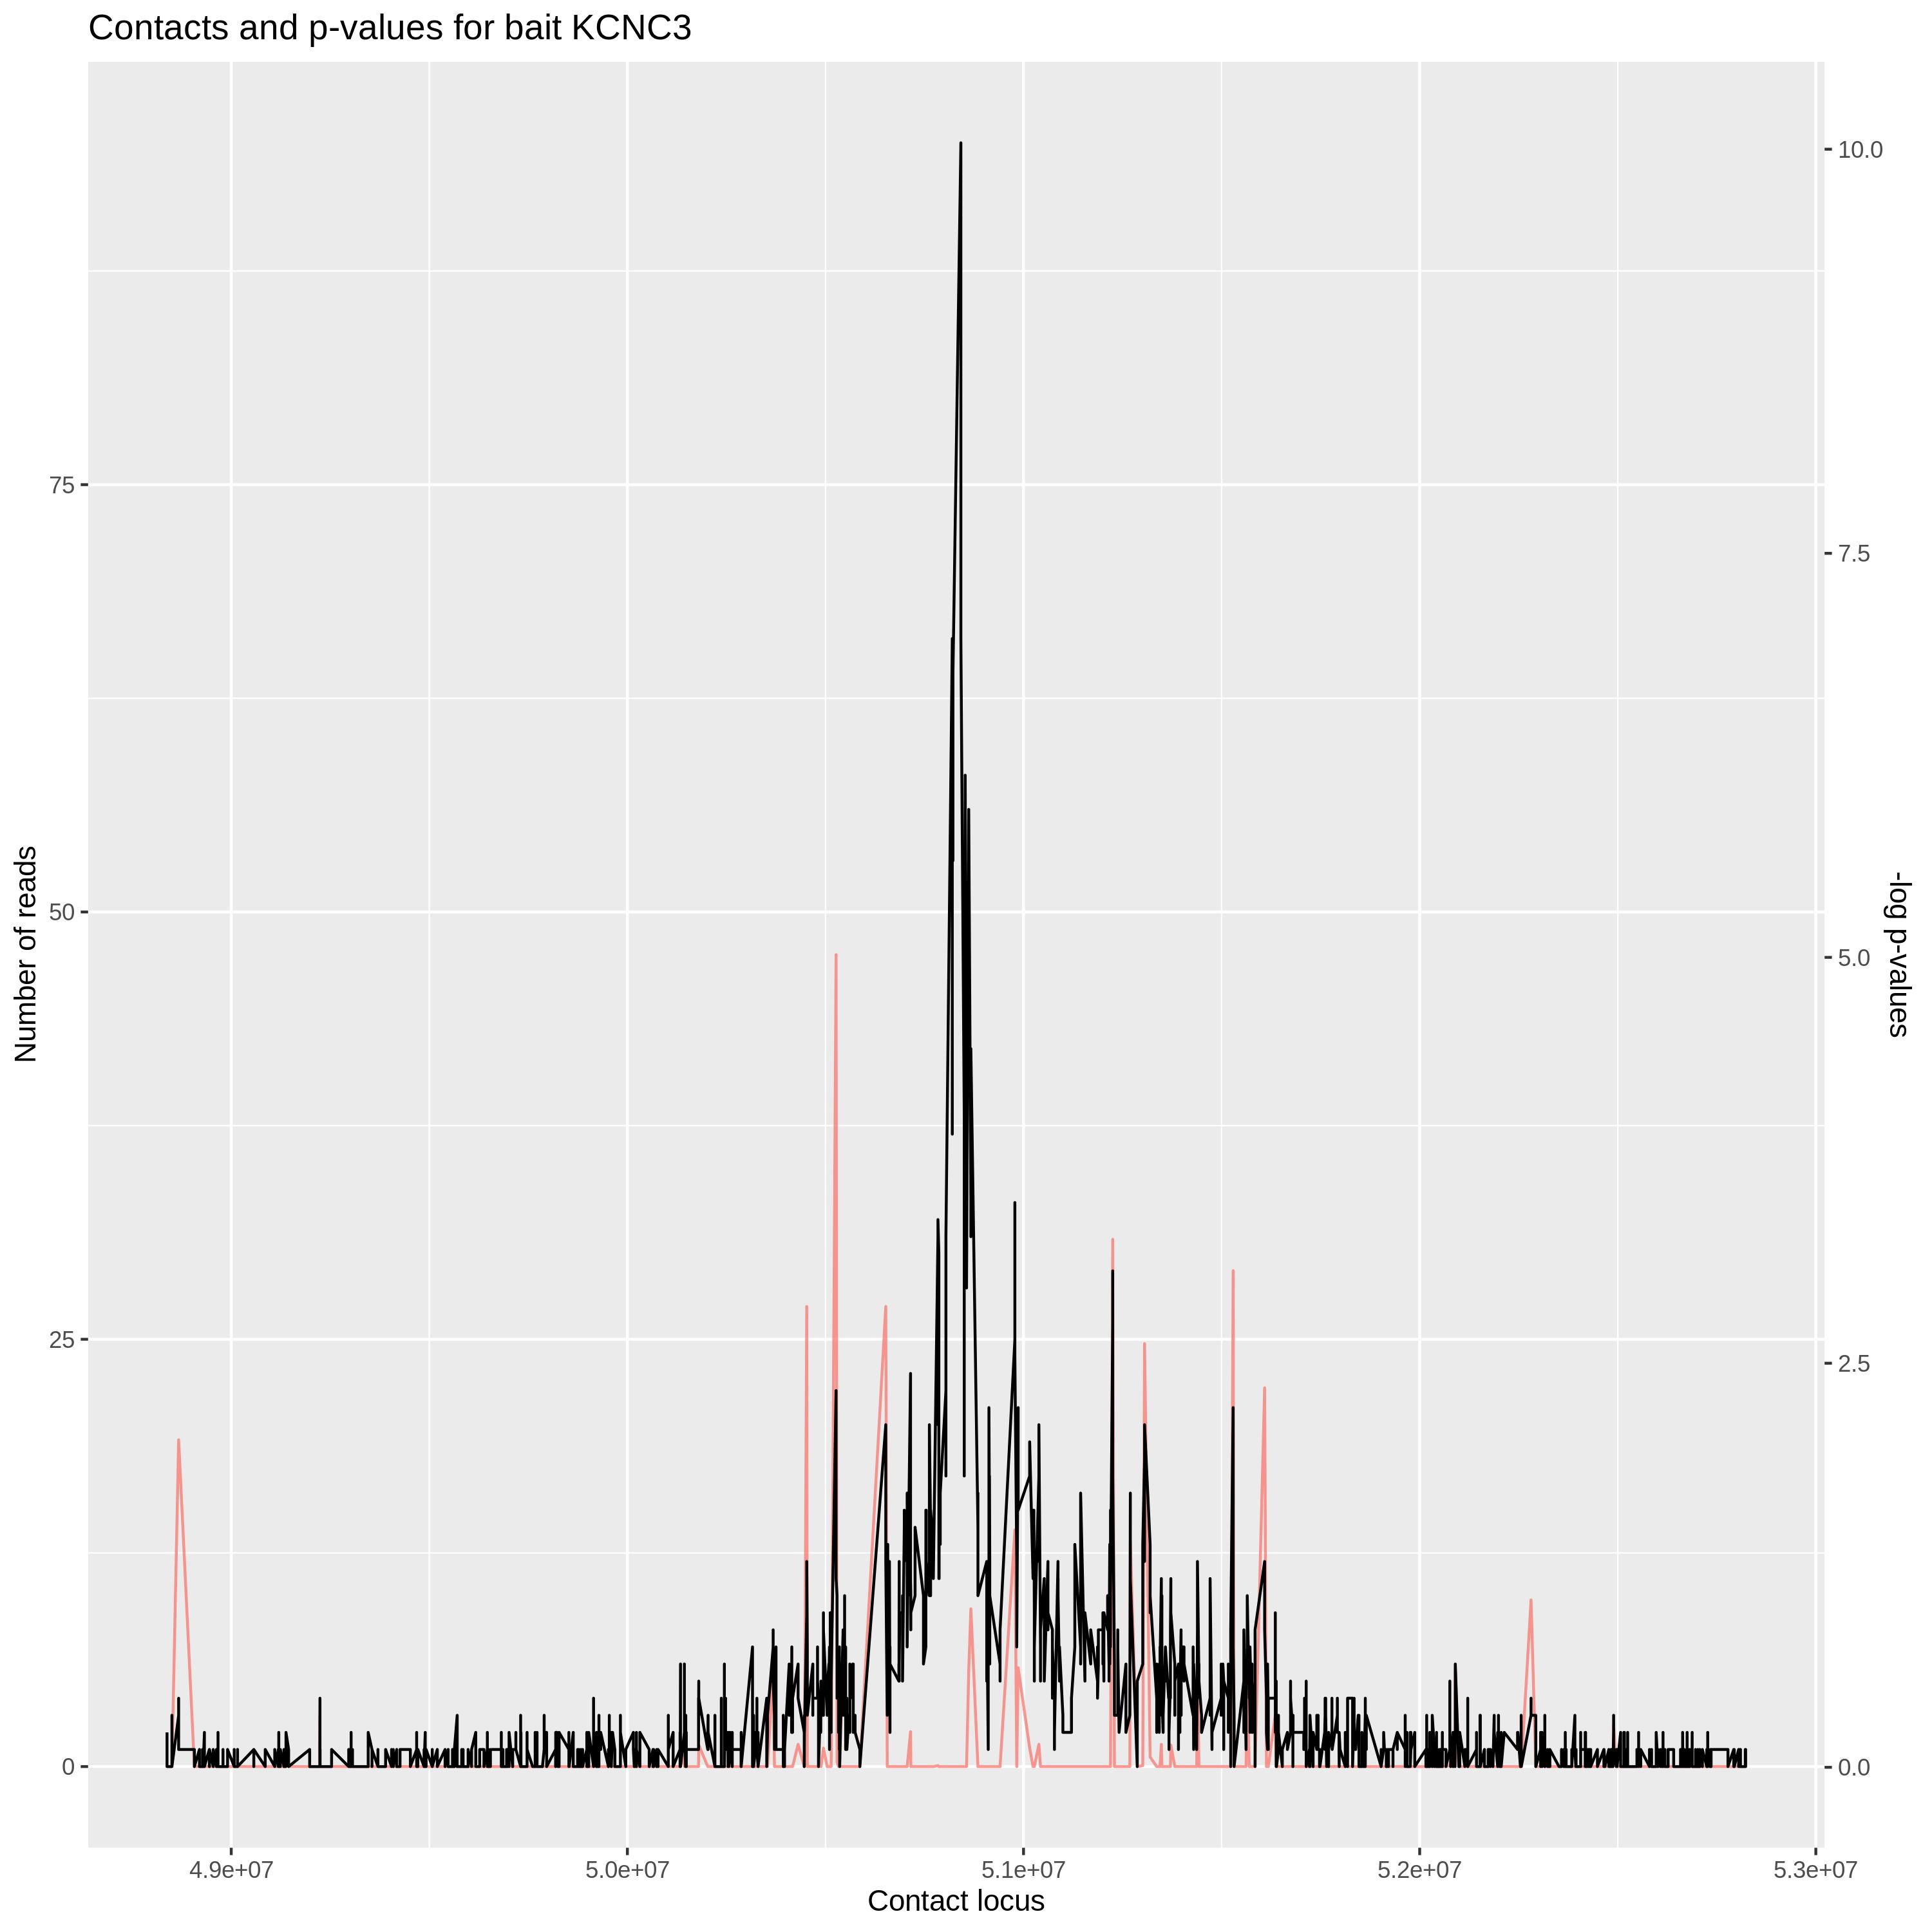 Contacts and p-values for bait KCNC3
Number of reads
75
50
25
0
10.0
7.5
5.0
2.5
0.0
-log p-values
4.9e+07 5.0e+07 5.1e+07 5.2e+07 5.3e+07
Contact locus